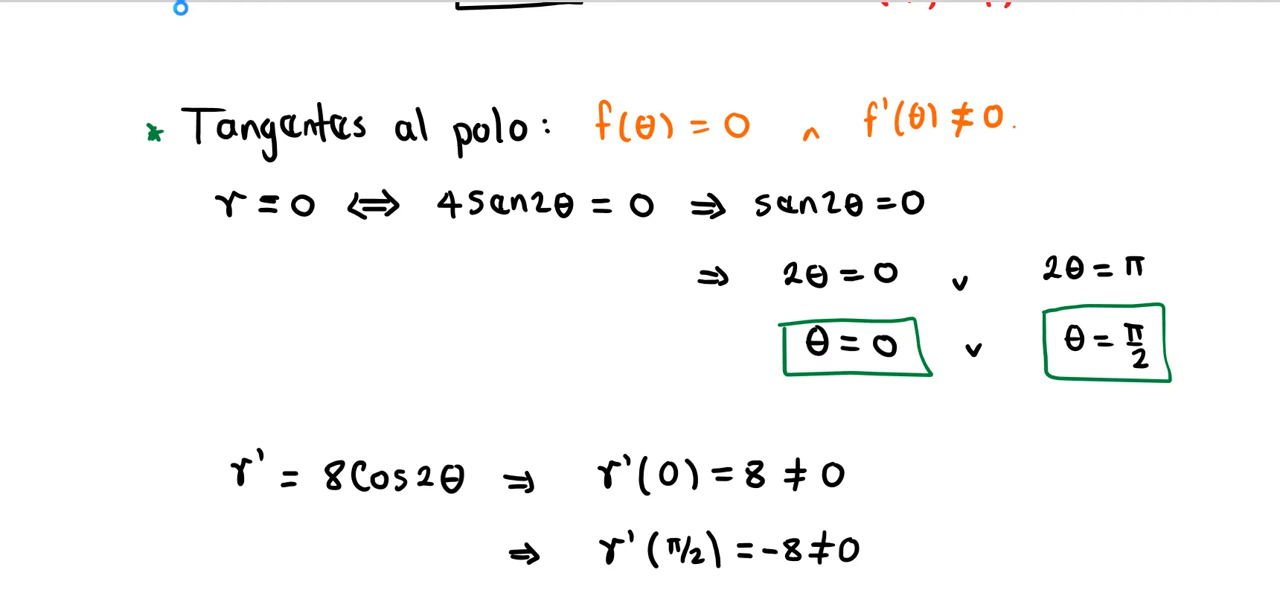 * Tangentes al polo: f(θ) = 0 ∧ f'(θ) ≠ 0.
r = 0 ⟺ 4sen2θ = 0 ⇒ sen2θ = 0
⇒ 2θ = 0 ∨ 2θ = π
θ = 0 ∨ θ = π/2
r' = 8Cos2θ ⇒ r'(0) = 8 ≠ 0
⇒ r'(π/2) = -8 ≠ 0